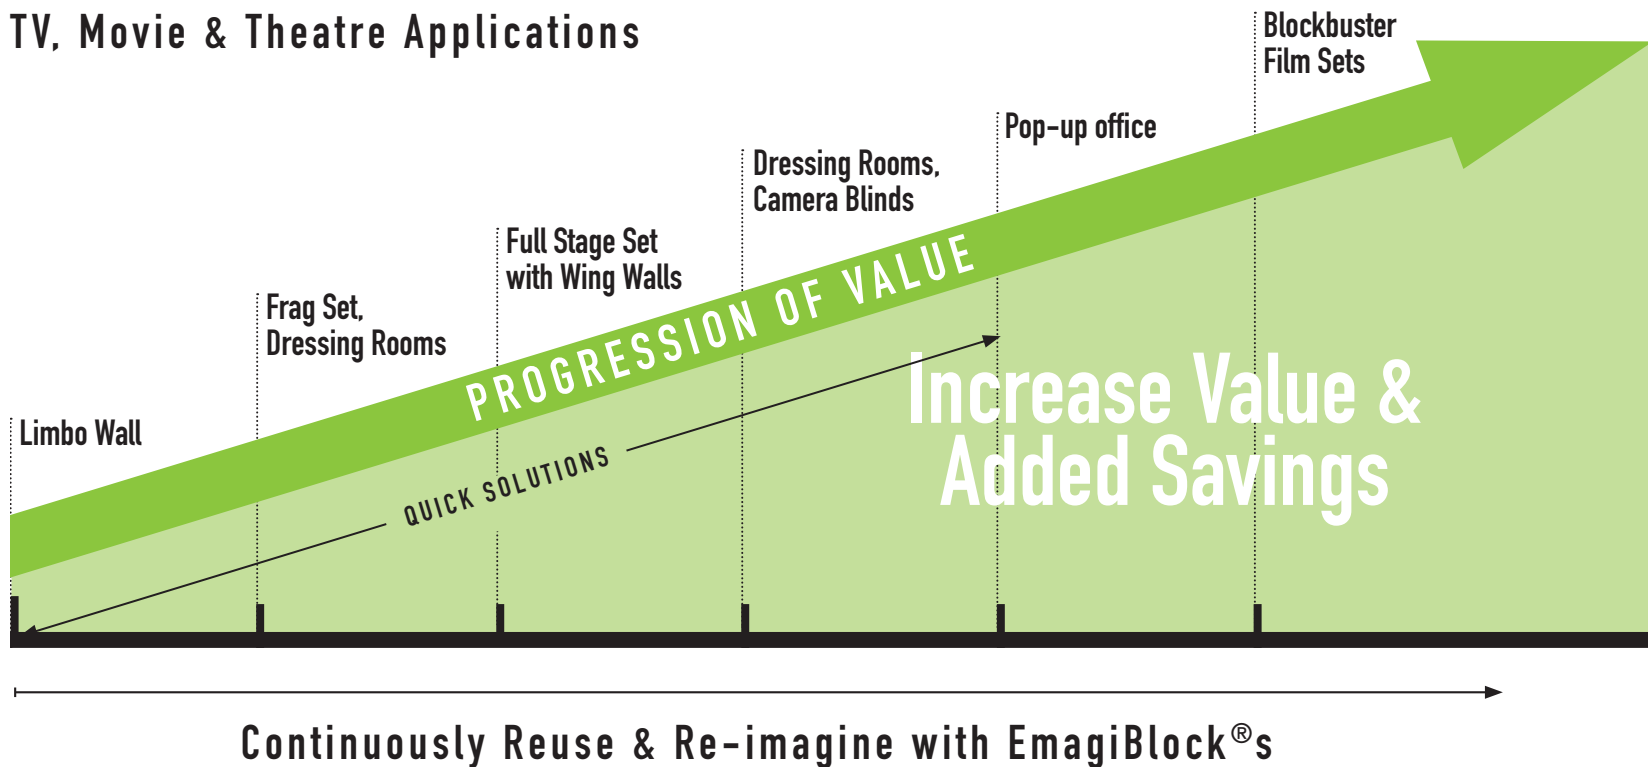 TV, Movie & Theatre Applications
Blockbuster
Film Sets
Pop-up office
Dressing Rooms,
Camera Blinds
Full Stage Set
with Wing Walls
Frag Set,
Dressing Rooms
Limbo Wall
PROGRESSION OF VALUE
QUICK SOLUTIONS
Increase Value &
Added Savings
Continuously Reuse & Re-imagine with EmagiBlock®s